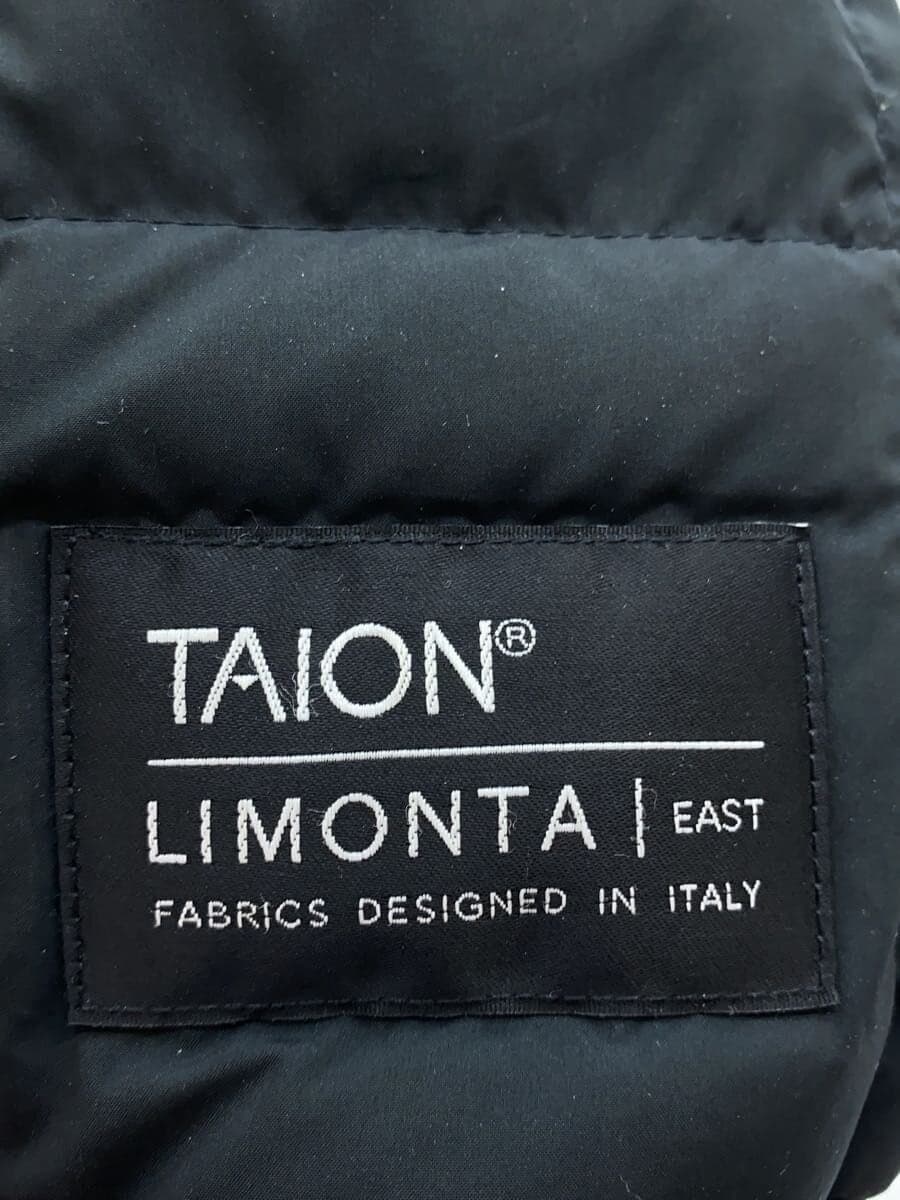 TAION®
LIMONTA | EAST
FABRICS DESIGNED IN ITALY